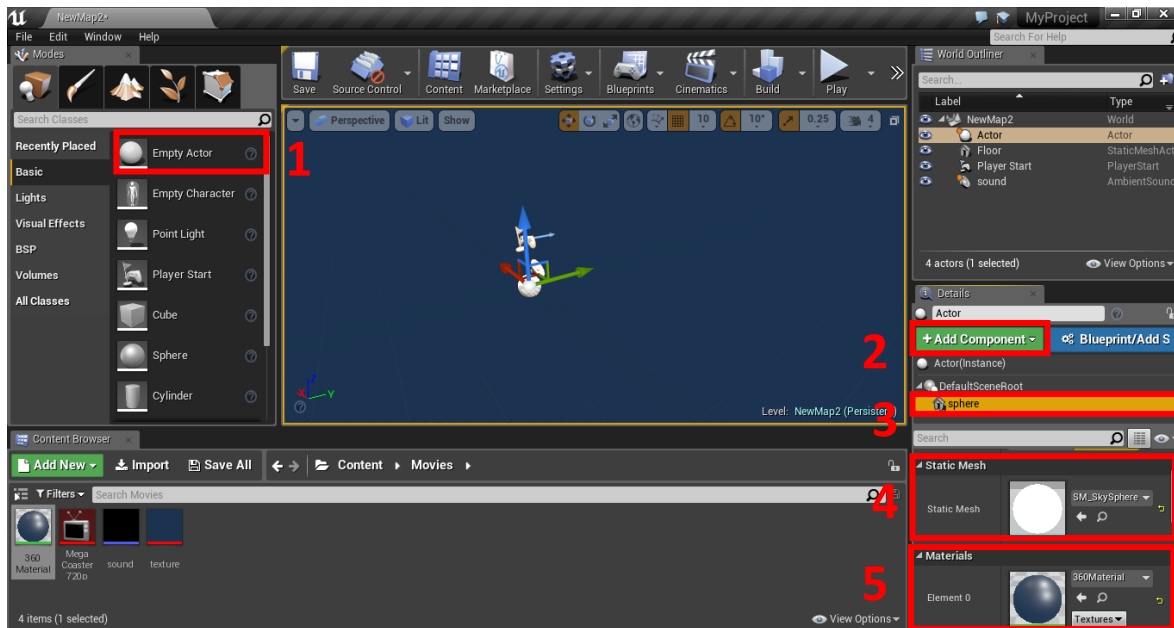 NewMap2*
MyProject
File Edit Window Help
Search For Help
Modes
World Outliner
Save Source Control Content Marketplace Settings Blueprints Cinematics Build Play
Search...
Label Type
Search Classes
Perspective Lit Show 10 10° 0.25 4
NewMap2 World
Recently Placed
Empty Actor
1
Actor Actor
Floor StaticMeshAct
Basic
Player Start PlayerStart
sound AmbientSound
Lights
Empty Character
Visual Effects
Point Light
BSP
Volumes
Player Start
4 actors (1 selected) View Options
All Classes
Details
Cube
Actor
2
+Add Component Blueprint/Add S
Sphere
Actor(Instance)
DefaultSceneRoot
Cylinder
Z
X Y
Level: NewMap2 (Persisten
3
sphere
Content Browser
Search
Add New Import Save All Content Movies
Static Mesh
Filters Search Movies
4
Static Mesh SM_SkySphere
360 Material
Mega Coaster 720p
sound
texture
Materials
5
360Material
Element 0
Textures
4 items (1 selected) View Options